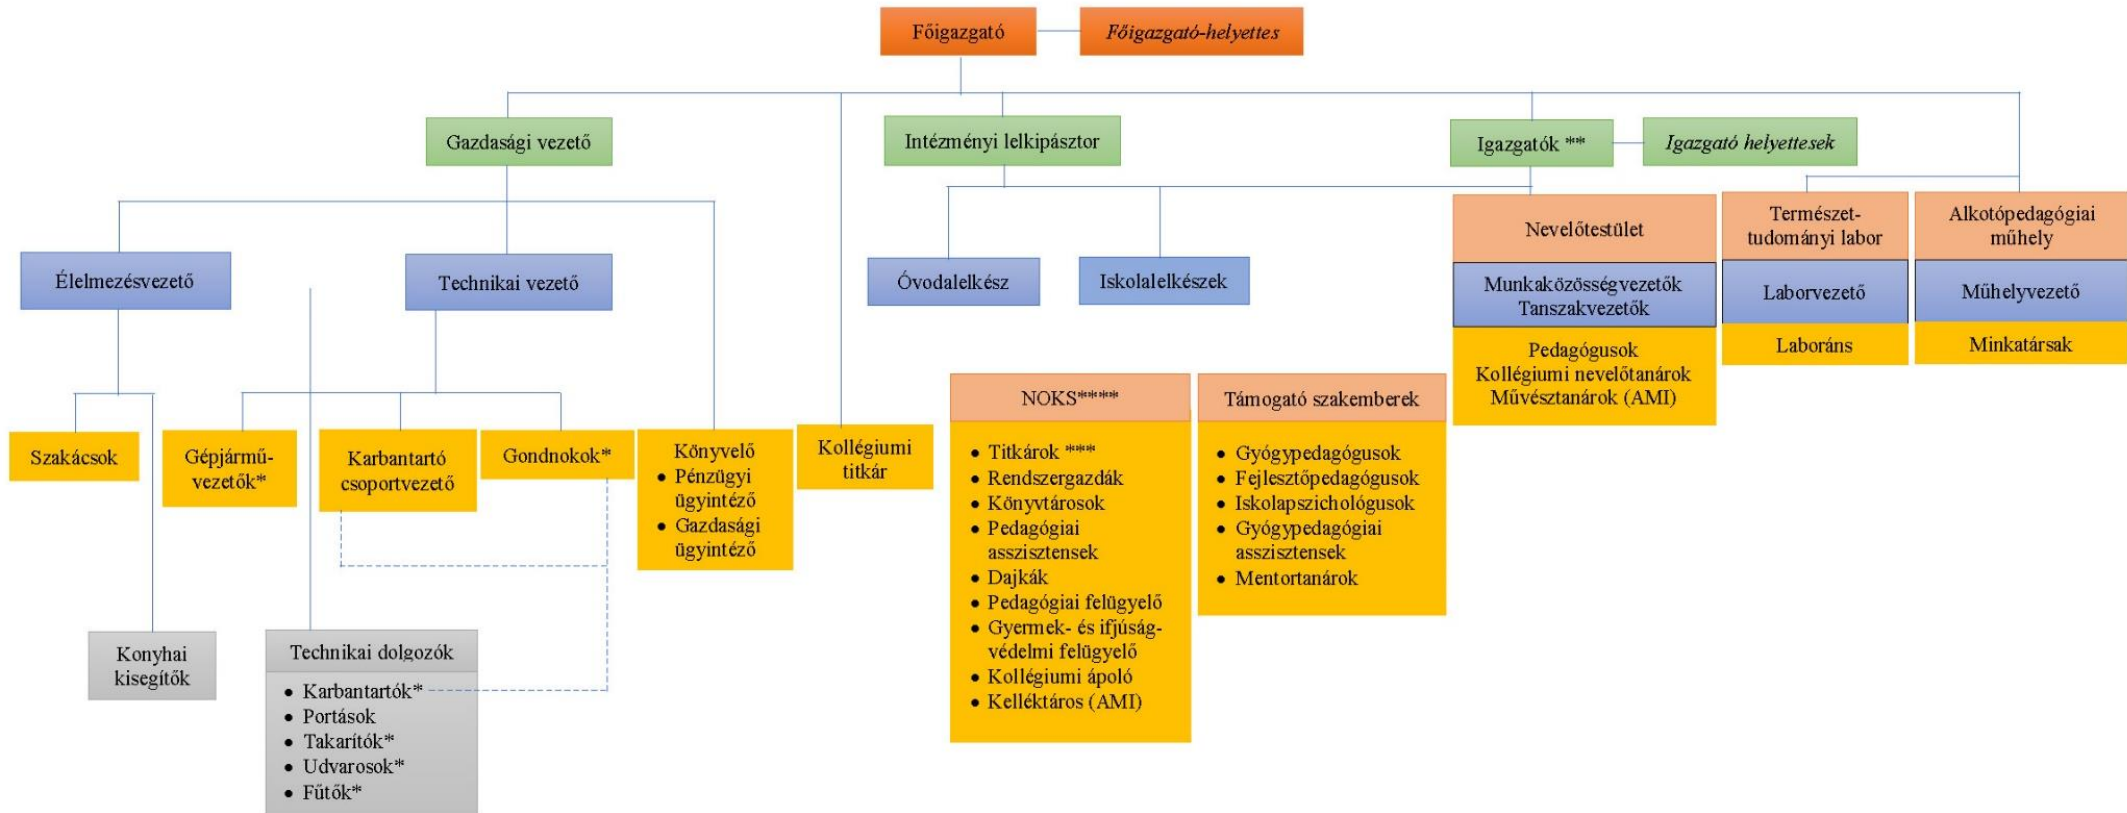 Főigazgató
Főigazgató-helyettes
Gazdasági vezető
Intézményi lelkipásztor
Igazgatók **
Igazgató helyettesek
Élelmezésvezető
Technikai vezető
Óvodalelkész
Iskolalelkészek
Nevelőtestület
Munkaközösségvezetők
Tanszakvezetők
Pedagógusok
Kollégiumi nevelőtanárok
Művésztanárok (AMI)
Természet-
tudományi labor
Laborvezető
Laboráns
Alkotópedagógiai
műhely
Műhelyvezető
Minkatársak
Szakácsok
Gépjármű-
vezetők*
Karbantartó
csoportvezető
Gondnokok*
Könyvelő
• Pénzügyi
ügyintéző
• Gazdasági
ügyintéző
Kollégiumi
titkár
NOKS****
• Titkárok ***
• Rendszergazdák
• Könyvtárosok
• Pedagógiai
asszisztensek
• Dajkák
• Pedagógiai felügyelő
• Gyermek- és ifjúság-
védelmi felügyelő
• Kollégiumi ápoló
• Kelléktáros (AMI)
Támogató szakemberek
• Gyógypedagógusok
• Fejlesztőpedagógusok
• Iskolapszichológusok
• Gyógypedagógiai
asszisztensek
• Mentortanárok
Konyhai
kisegítők
Technikai dolgozók
• Karbantartók*
• Portások
• Takarítók*
• Udvarosok*
• Fűtők*